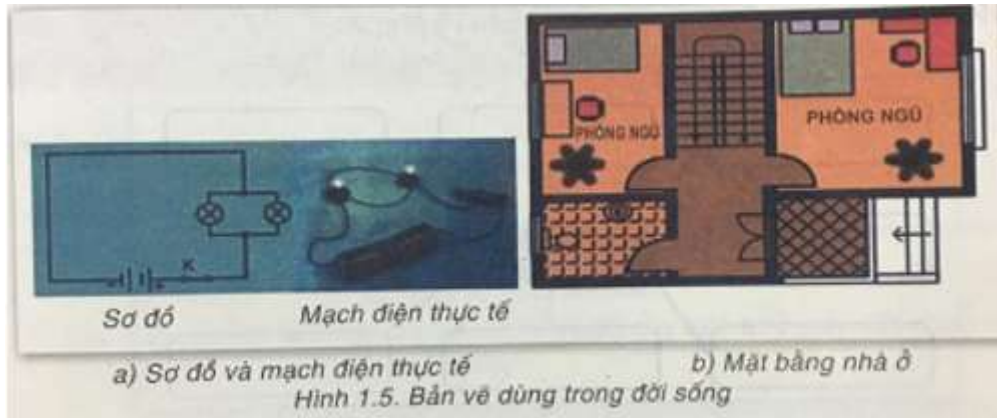 PHÒNG NGỦ
PHÒNG NGỦ
K
Sơ đồ
Mạch điện thực tế
a) Sơ đồ và mạch điện thực tế
b) Mặt bằng nhà ở
Hình 1.5. Bản vẽ dùng trong đời sống